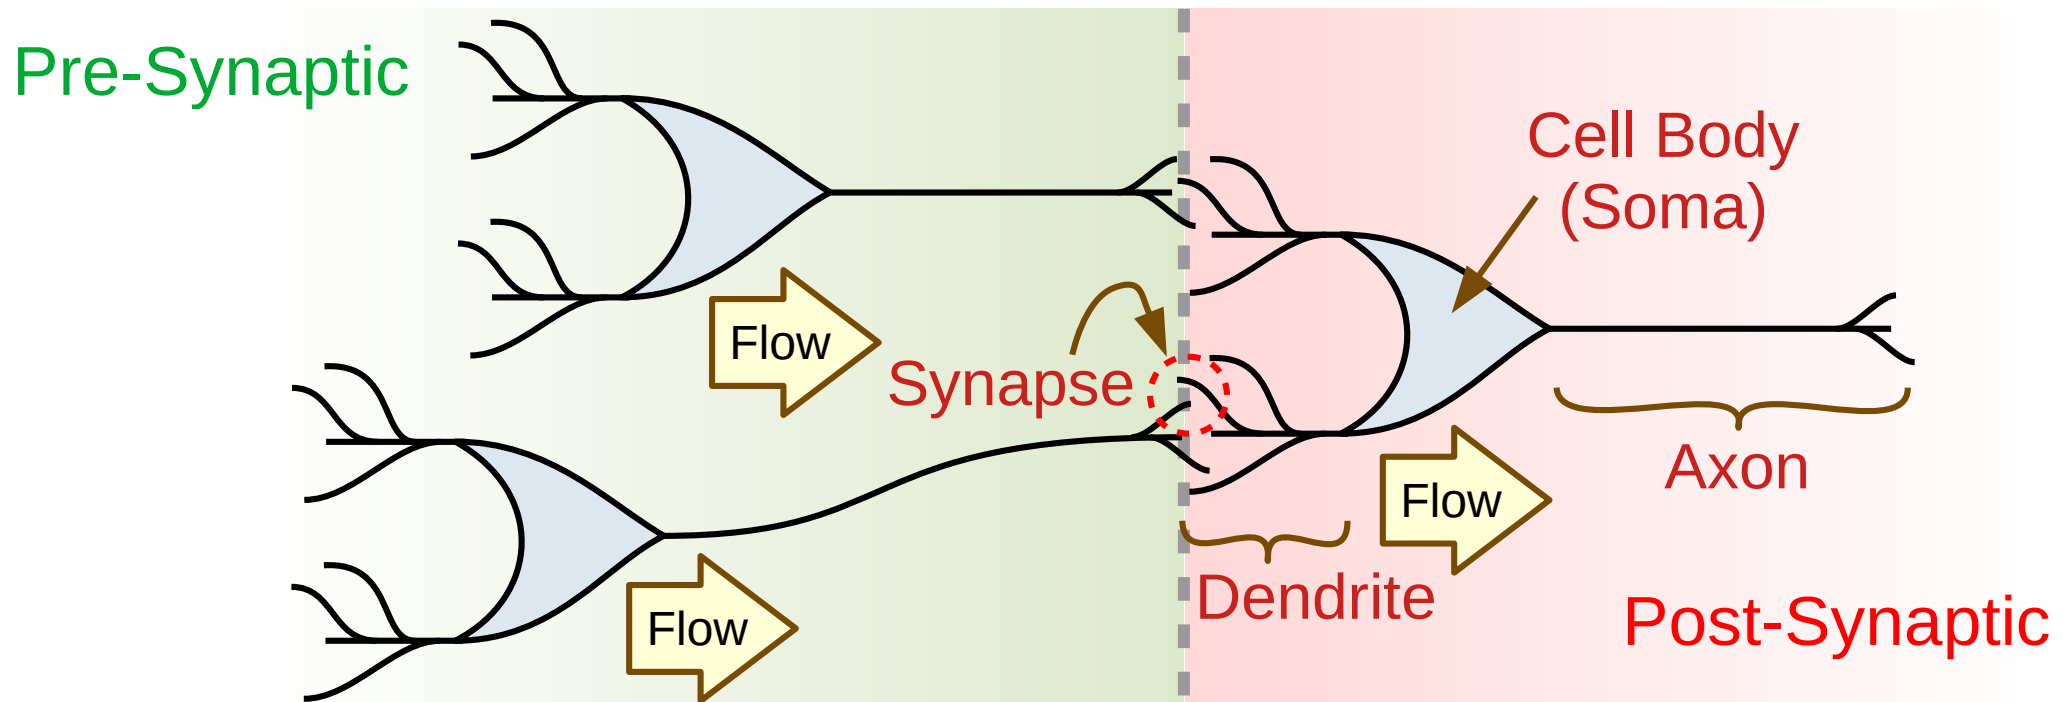 Pre-Synaptic
Cell Body
(Soma)
Flow
Synapse
Axon
Flow
Dendrite
Flow
Post-Synaptic